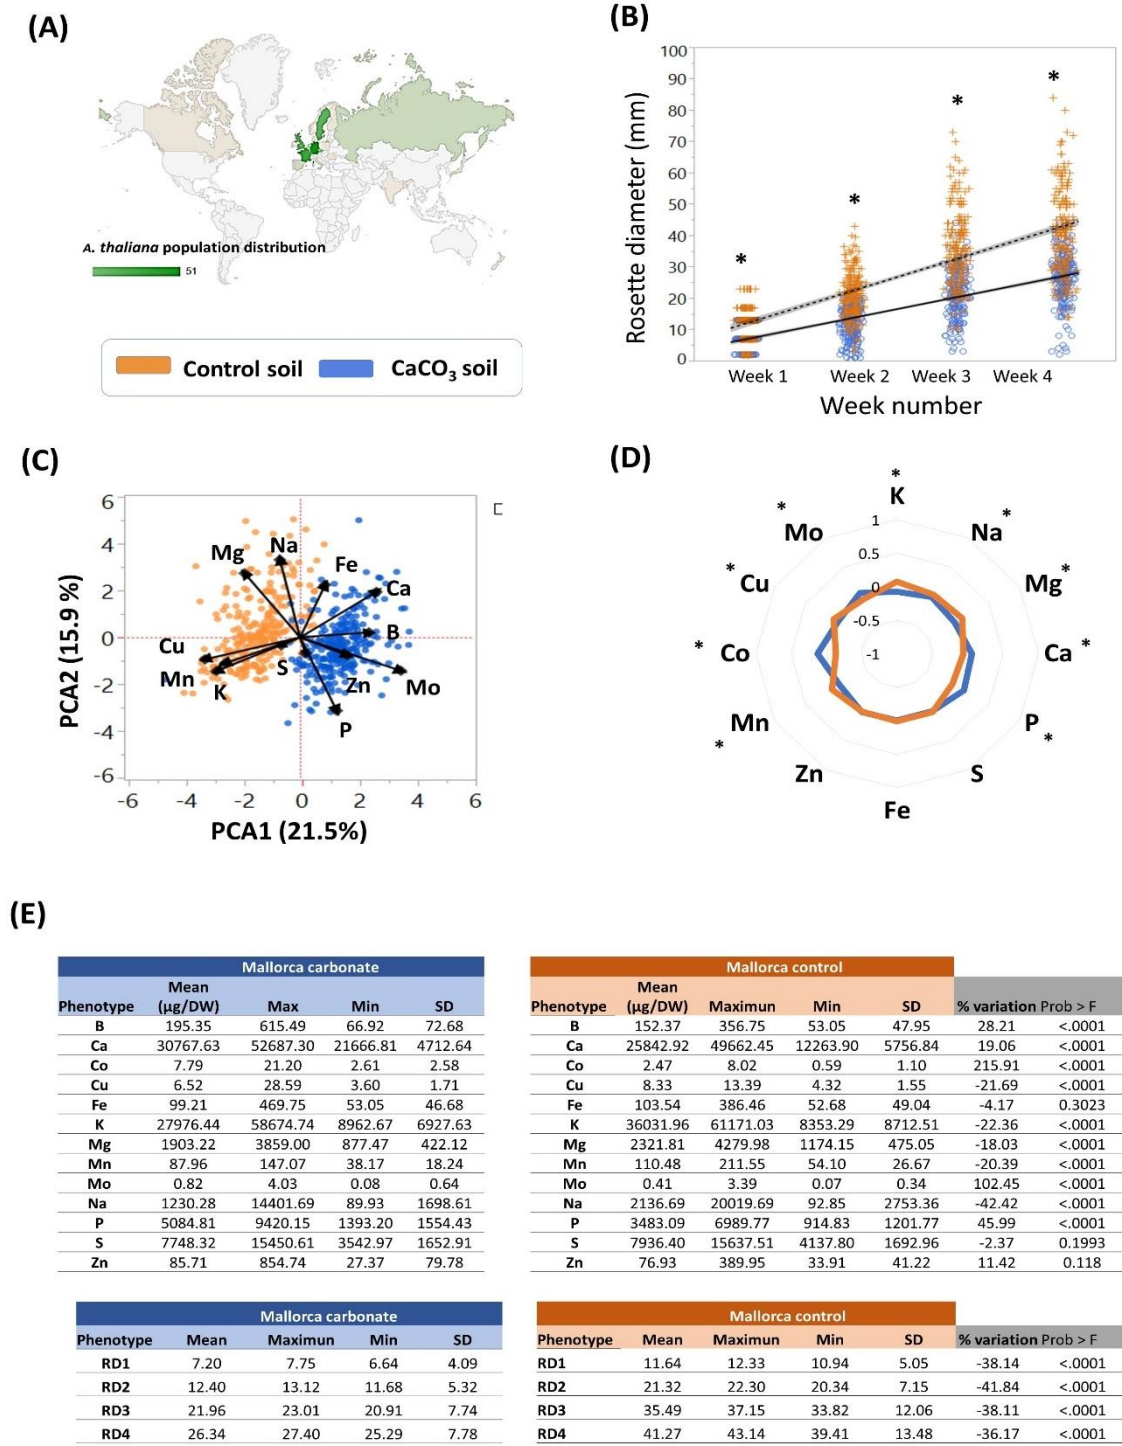 (A)
A. thaliana population distribution
51
Control soil
CaCO3 soil
(B)
Rosette diameter (mm)
100
90
80
70
60
50
40
30
20
10
0
*
*
*
*
Week 1 Week 2 Week 3 Week 4
Week number
(C)
PCA2 (15.9 %)
6
4
2
0
-2
-4
-6
Na
Mg
Fe
Ca
B
Cu
Mn
K
S
Zn
Mo
P
-6 -4 -2 0 2 4 6
PCA1 (21.5%)
(D)
*
K
Na *
Mg *
Ca *
P *
S
Fe
Zn
Mn
*
* Co
* Cu
* Mo
1
0.5
0
-0.5
-1
(E)
Mallorca carbonate
Phenotype Mean (µg/DW) Max Min SD
B 195.35 615.49 66.92 72.68
Ca 30767.63 52687.30 21666.81 4712.64
Co 7.79 21.20 2.61 2.58
Cu 6.52 28.59 3.60 1.71
Fe 99.21 469.75 53.05 46.68
K 27976.44 58674.74 8962.67 6927.63
Mg 1903.22 3859.00 877.47 422.12
Mn 87.96 147.07 38.17 18.24
Mo 0.82 4.03 0.08 0.64
Na 1230.28 14401.69 89.93 1698.61
P 5084.81 9420.15 1393.20 1554.43
S 7748.32 15450.61 3542.97 1652.91
Zn 85.71 854.74 27.37 79.78
Mallorca control
Phenotype Mean (µg/DW) Maximun Min SD % variation Prob > F
B 152.37 356.75 53.05 47.95 28.21 <.0001
Ca 25842.92 49662.45 12263.90 5756.84 19.06 <.0001
Co 2.47 8.02 0.59 1.10 215.91 <.0001
Cu 8.33 13.39 4.32 1.55 -21.69 <.0001
Fe 103.54 386.46 52.68 49.04 -4.17 0.3023
K 36031.96 61171.03 8353.29 8712.51 -22.36 <.0001
Mg 2321.81 4279.98 1174.15 475.05 -18.03 <.0001
Mn 110.48 211.55 54.10 26.67 -20.39 <.0001
Mo 0.41 3.39 0.07 0.34 102.45 <.0001
Na 2136.69 20019.69 92.85 2753.36 -42.42 <.0001
P 3483.09 6989.77 914.83 1201.77 45.99 <.0001
S 7936.40 15637.51 4137.80 1692.96 -2.37 0.1993
Zn 76.93 389.95 33.91 41.22 11.42 0.118
Mallorca carbonate
Phenotype Mean Maximun Min SD
RD1 7.20 7.75 6.64 4.09
RD2 12.40 13.12 11.68 5.32
RD3 21.96 23.01 20.91 7.74
RD4 26.34 27.40 25.29 7.78
Mallorca control
Phenotype Mean Maximun Min SD % variation Prob > F
RD1 11.64 12.33 10.94 5.05 -38.14 <.0001
RD2 21.32 22.30 20.34 7.15 -41.84 <.0001
RD3 35.49 37.15 33.82 12.06 -38.11 <.0001
RD4 41.27 43.14 39.41 13.48 -36.17 <.0001